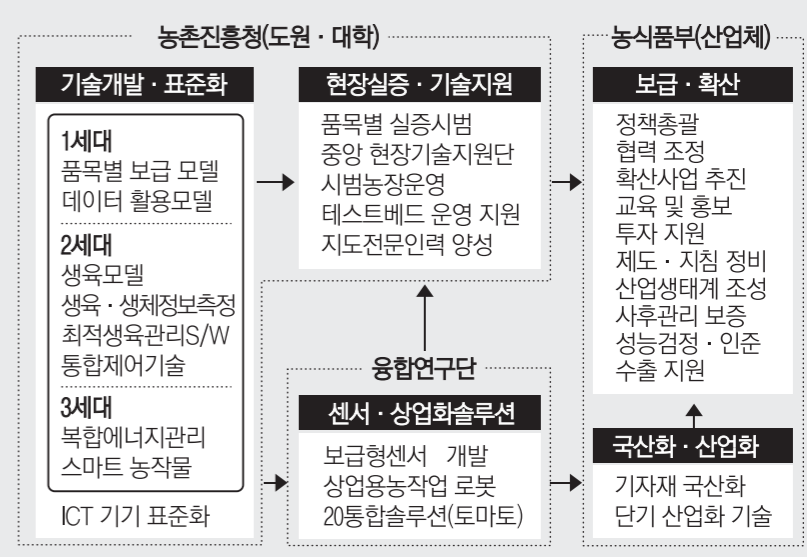 농촌진흥청(도원 · 대학)
기술개발 · 표준화
1세대
품목별 보급 모델
데이터 활용모델
2세대
생육모델
생육 · 생체정보측정
최적생육관리S/W
통합제어기술
3세대
복합에너지관리
스마트 농작물
ICT 기기 표준화
현장실증 · 기술지원
품목별 실증시범
중앙 현장기술지원단
시범농장운영
테스트베드 운영 지원
지도전문인력 양성
융합연구단
센서 · 상업화솔루션
보급형센서 개발
상업용농작업 로봇
20통합솔루션(토마토)
농식품부(산업체)
보급 · 확산
정책총괄
협력 조정
확산사업 추진
교육 및 홍보
투자 지원
제도 · 지침 정비
산업생태계 조성
사후관리 보증
성능검정 · 인준
수출 지원
국산화 · 산업화
기자재 국산화
단기 산업화 기술